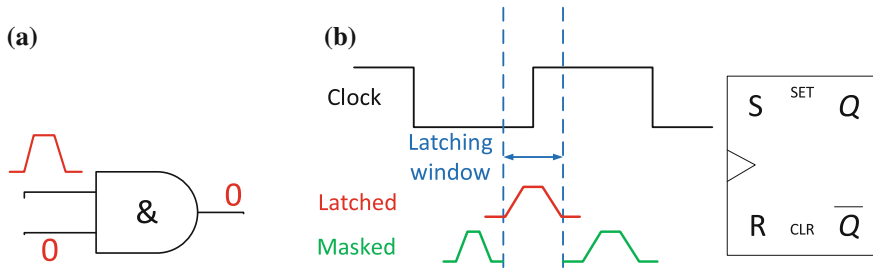 (a)
&
0
0
(b)
Clock
Latching
window
Latched
Masked
S SET Q
R CLR Q̅